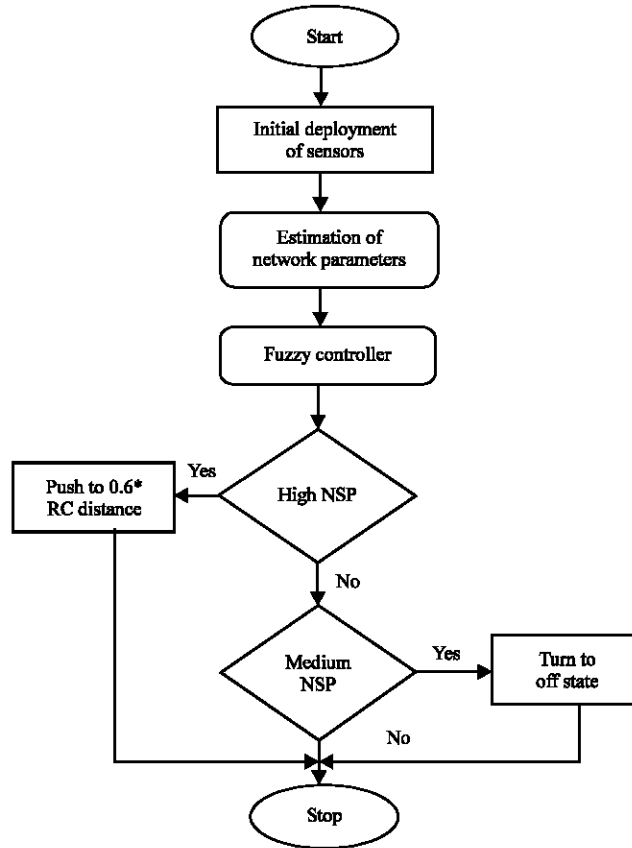 Start
Initial deployment
of sensors
Estimation of
network parameters
Fuzzy controller
High NSP
Yes
Push to 0.6*
RC distance
No
Medium
NSP
Yes
Turn to
off state
No
Stop